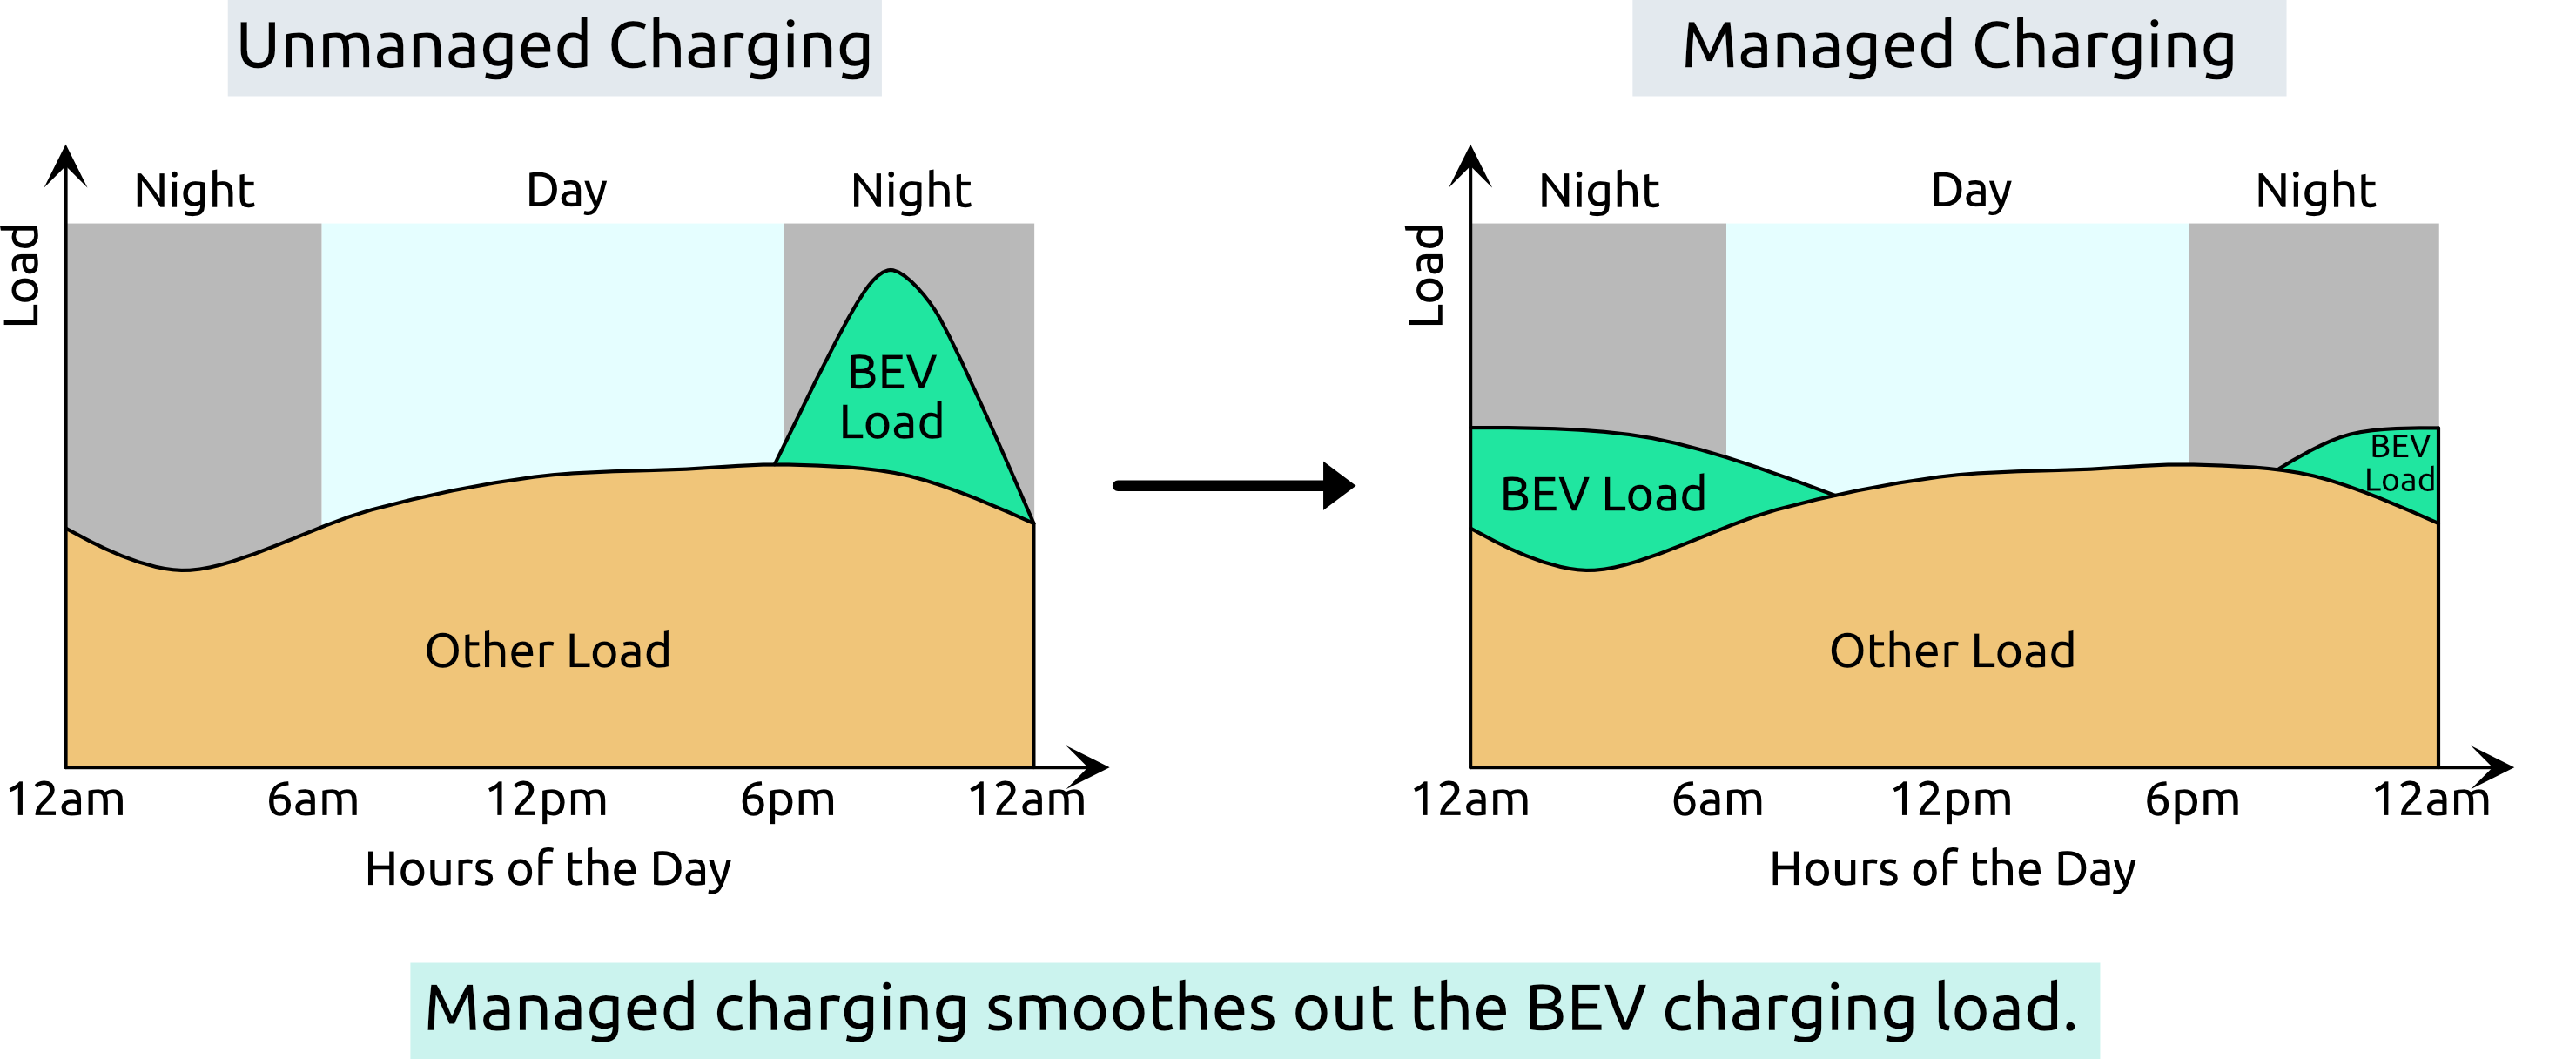 Unmanaged Charging
Night Day Night
Load
BEV
Load
Other Load
12am 6am 12pm 6pm 12am
Hours of the Day
Managed Charging
Night Day Night
Load
BEV Load
BEV
Load
Other Load
12am 6am 12pm 6pm 12am
Hours of the Day
Managed charging smoothes out the BEV charging load.